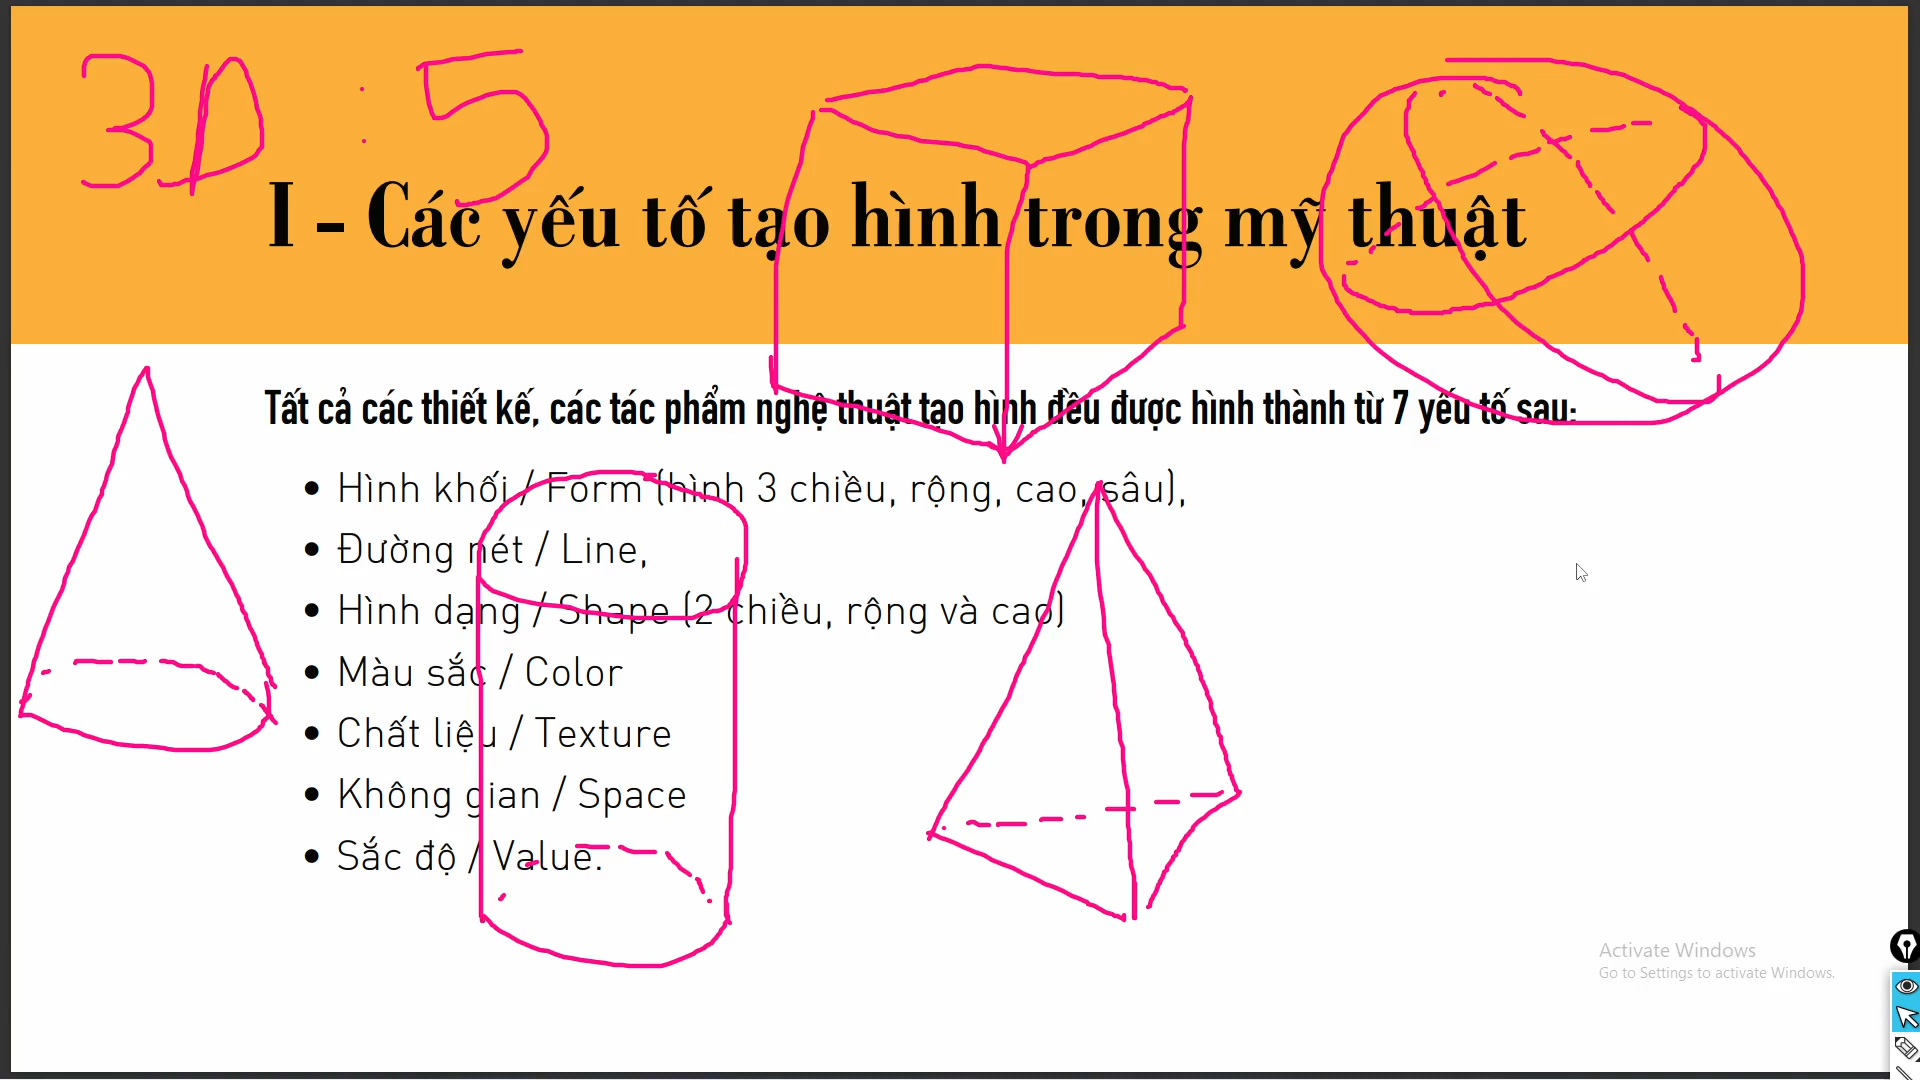 3D : 5
I - Các yếu tố tạo hình trong mỹ thuật
Tất cả các thiết kế, các tác phẩm nghệ thuật tạo hình đều được hình thành từ 7 yếu tố sau:
• Hình khối / Form (hình 3 chiều, rộng, cao, sâu),
• Đường nét / Line,
• Hình dạng / Shape (2 chiều, rộng và cao)
• Màu sắc / Color
• Chất liệu / Texture
• Không gian / Space
• Sắc độ / Value.
Activate Windows
Go to Settings to activate Windows.